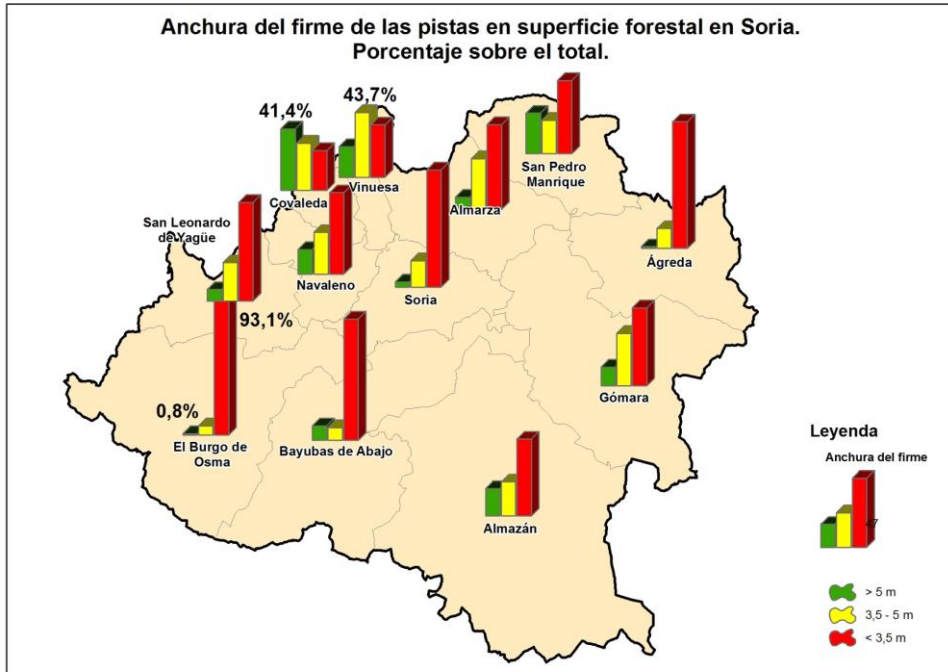 Anchura del firme de las pistas en superficie forestal en Soria.
Porcentaje sobre el total.
43,7%
41,4%
San Pedro
Manrique
Vinuesa
Covaleda
Almarza
San Leonardo
de Yagüe
Ágreda
Navaleno
Soria
93,1%
Gómara
0,8%
El Burgo de
Osma
Bayubas de Abajo
Almazán
Leyenda
Anchura del firme
47
> 5 m
3,5 - 5 m
< 3,5 m